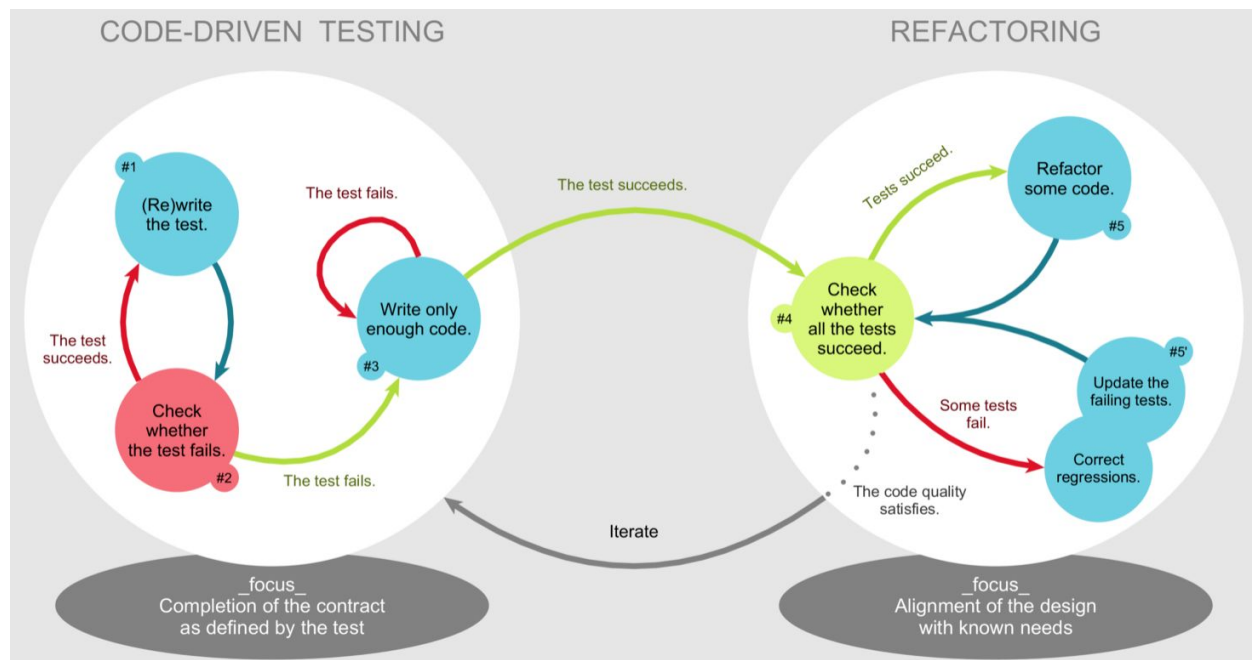 CODE-DRIVEN TESTING
REFACTORING
#1
(Re)write
the test.
The test fails.
The test
succeeds.
Write only
enough code.
#3
Check
whether
the test fails.
#2
The test fails.
The test succeeds.
Tests succeed.
Refactor
some code.
#5
Check
whether
all the tests
succeed.
#4
#5'
Update the
failing tests.
Some tests
fail.
Correct
regressions.
The code quality
satisfies.
Iterate
_focus_
Completion of the contract
as defined by the test
_focus_
Alignment of the design
with known needs